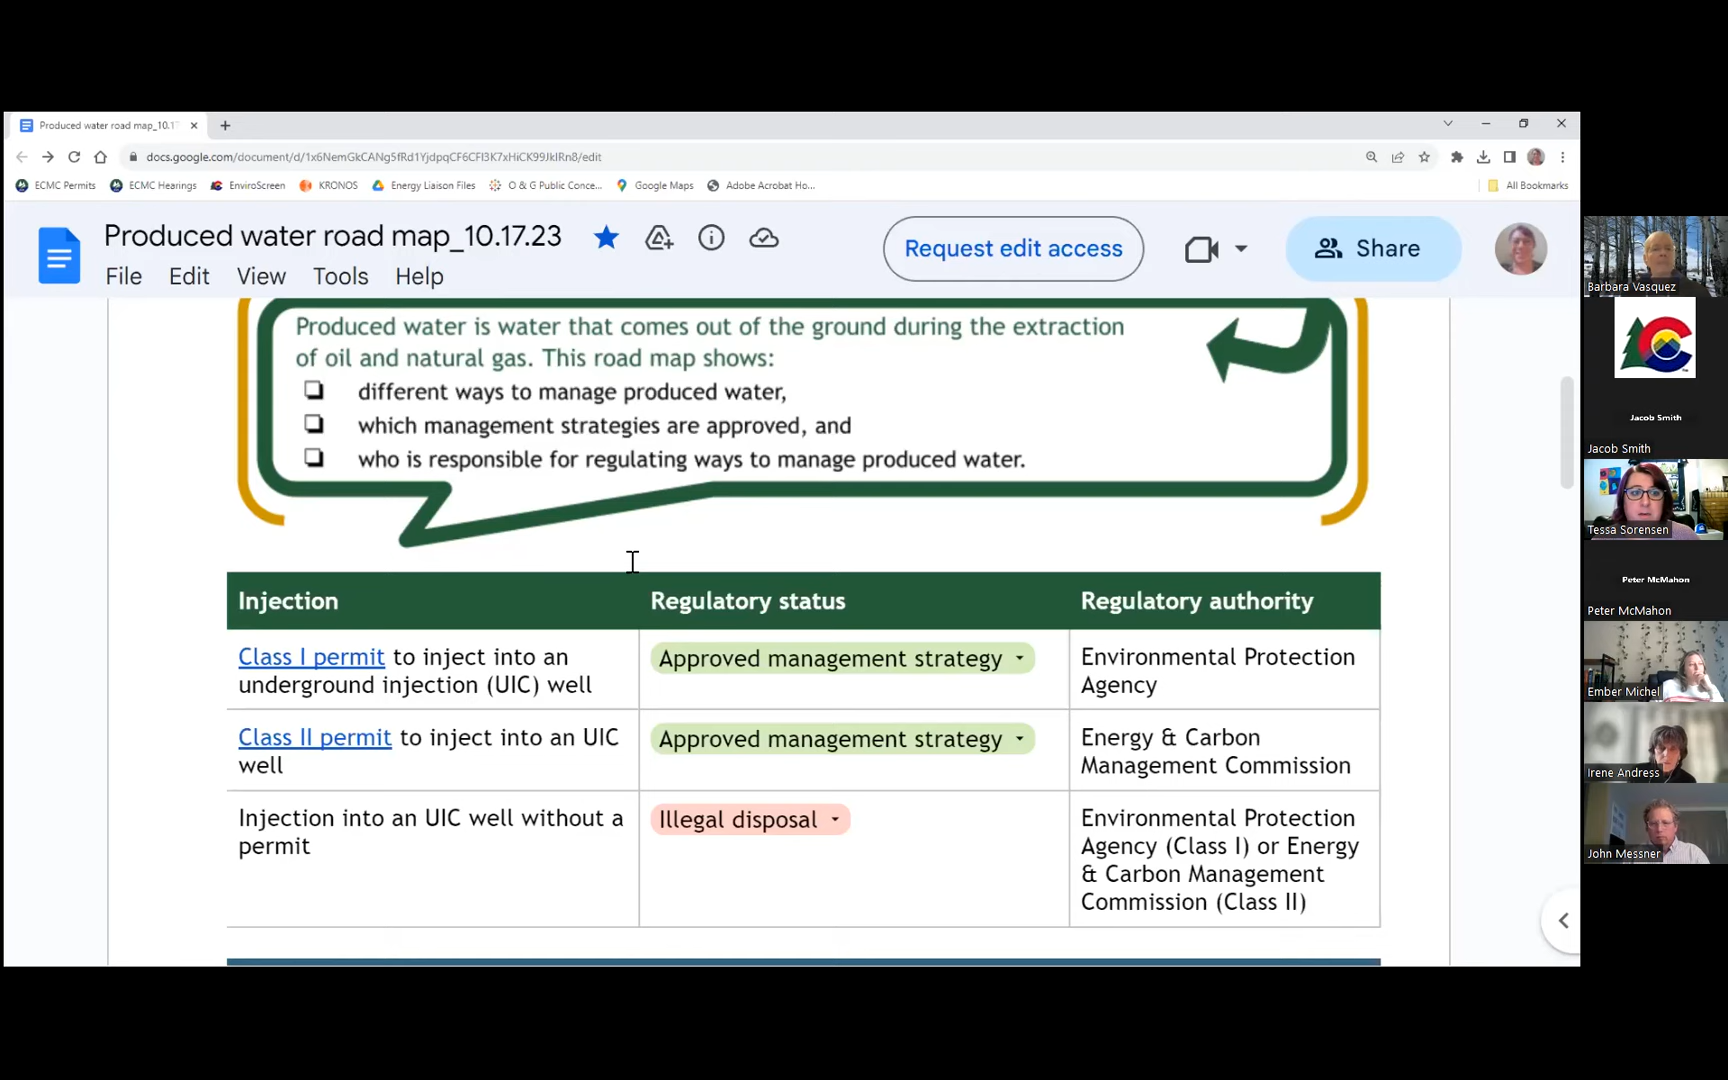 Produced water road map_10.1
docs.google.com/document/d/1x6NemGkCANg5fRd1YjdpqCF6CFI3K7xHiCK99JkIRn8/edit
ECMC Permits
ECMC Hearings
EnviroScreen
KRONOS
Energy Liaison Files
O & G Public Conce...
Google Maps
Adobe Acrobat Ho...
All Bookmarks
Produced water road map_10.17.23
Request edit access
Share
File Edit View Tools Help
Produced water is water that comes out of the ground during the extraction
of oil and natural gas. This road map shows:
different ways to manage produced water,
which management strategies are approved, and
who is responsible for regulating ways to manage produced water.
Injection
Regulatory status
Regulatory authority
Class I permit to inject into an
underground injection (UIC) well
Approved management strategy
Environmental Protection
Agency
Class II permit to inject into an UIC
well
Approved management strategy
Energy & Carbon
Management Commission
Injection into an UIC well without a
permit
Illegal disposal
Environmental Protection
Agency (Class I) or Energy
& Carbon Management
Commission (Class II)
Barbara Vasquez
Jacob Smith
Jacob Smith
Tessa Sorensen
Peter McMahon
Peter McMahon
Ember Michel
Irene Andress
John Messner